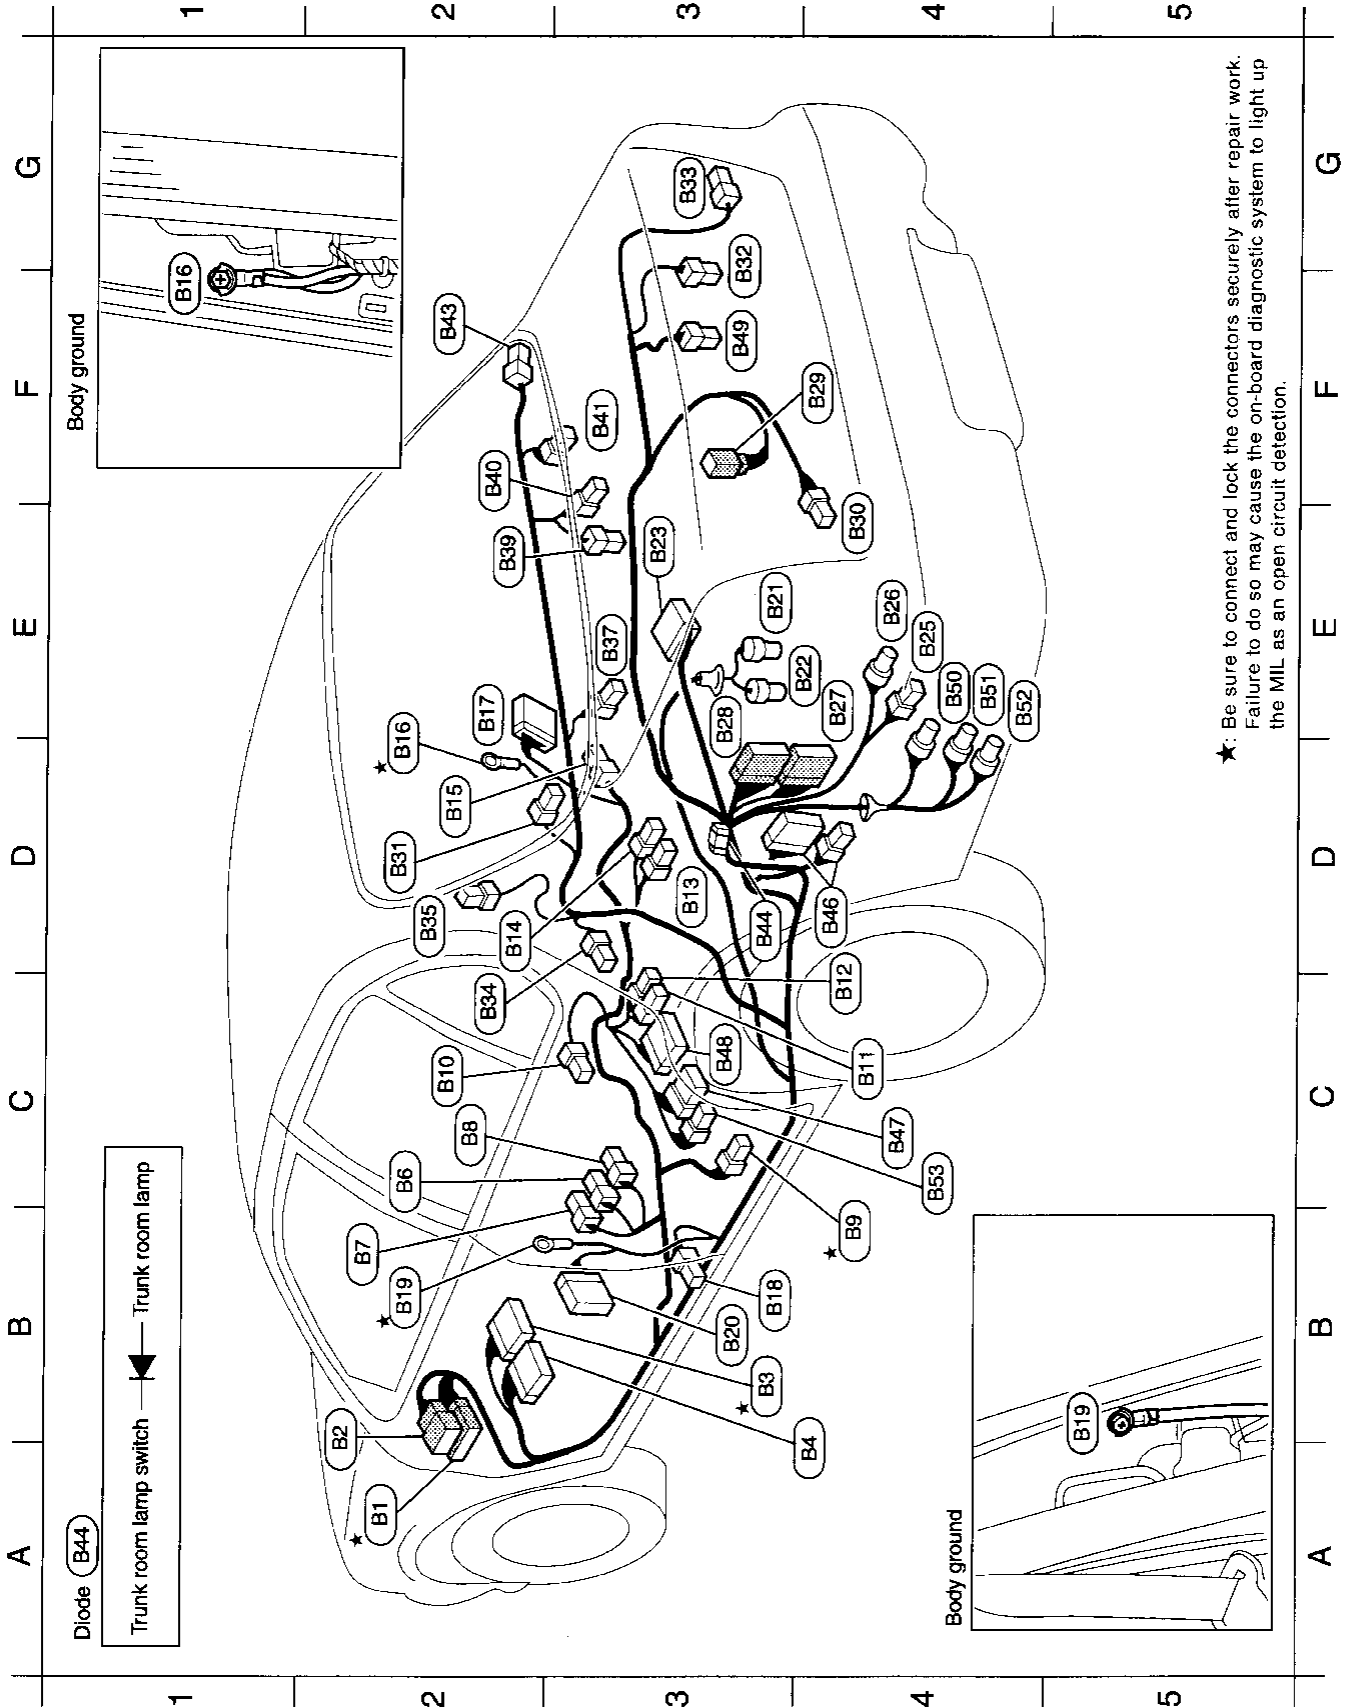 A B C D E F G
1
2
3
4
5
Diode B44
Trunk room lamp switch
Trunk room lamp
Body ground
B16
B43
B41
B40
B39
B37
B17
★ B16
B15
B31
B35
B14
B34
B10
B8
B6
B7
★ B19
B2
★ B1
B33
B32
B49
B29
B30
B23
B21
B22
B28
B27
B26
B25
B50
B51
B52
B13
B44
B46
B12
B48
B11
B47
B53
★ B9
B18
B20
★ B3
B4
Body ground
B19
★: Be sure to connect and lock the connectors securely after repair work.
Failure to do so may cause the on-board diagnostic system to light up
the MIL as an open circuit detection.
A B C D E F G
1
2
3
4
5